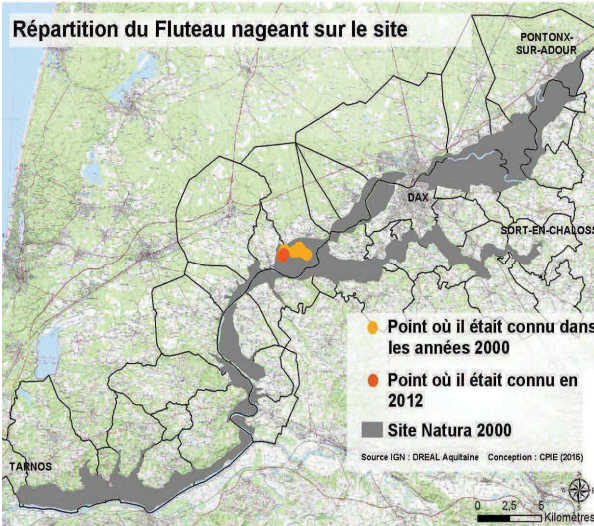 Répartition du Fluteau nageant sur le site
PONTONX-
SUR-ADOUR
DAX
SORT-EN-CHALOSS
Point où il était connu dans
les années 2000
Point où il était connu en
2012
Site Natura 2000
Source IGN : DREAL Aquitaine Conception : CPIE (2015)
TARNOS
0 2,5 5
Kilomètres